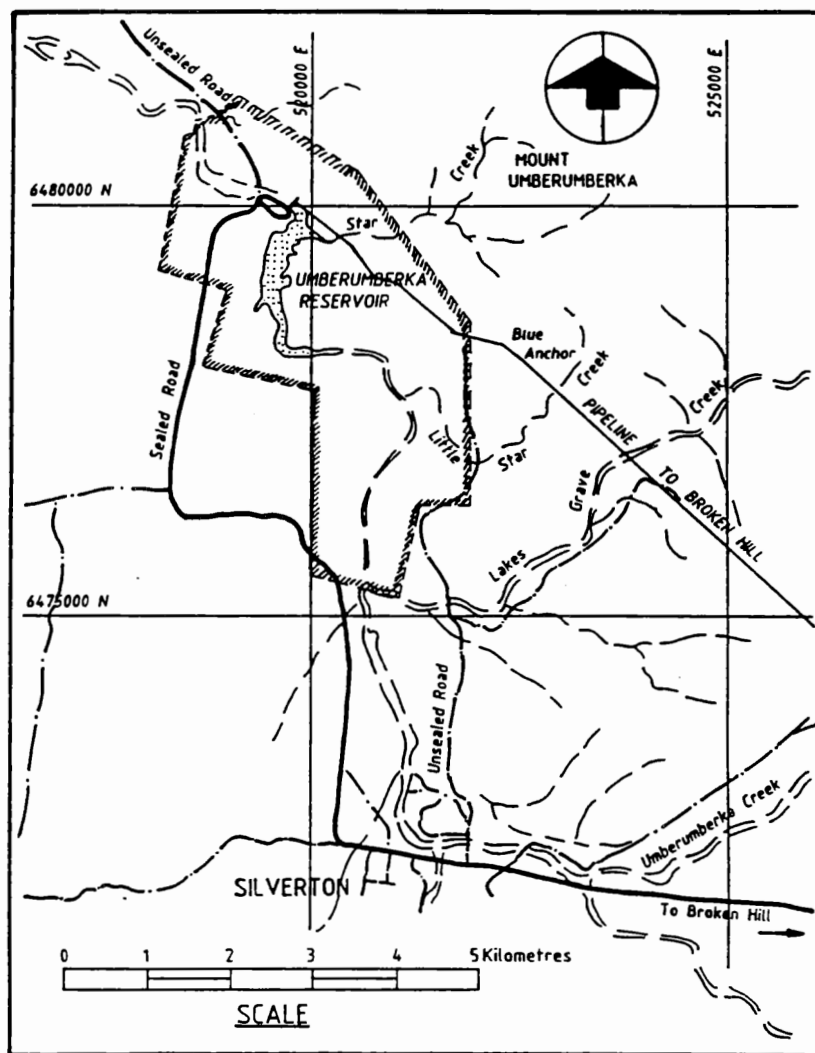 Unsealed Road
520000 E
525000 E
Creek
MOUNT
UMBERUMBERKA
6480000 N
Star
UMBERUMBERKA
RESERVOIR
Blue
Anchor
Creek
Creek
Sealed Road
PIPELINE
Little
Star
Grave
TO BROKEN HILL
Lakes
6475000 N
Unsealed Road
Umberumberka Creek
SILVERTON
To Broken Hill
0 1 2 3 4 5 Kilometres
SCALE